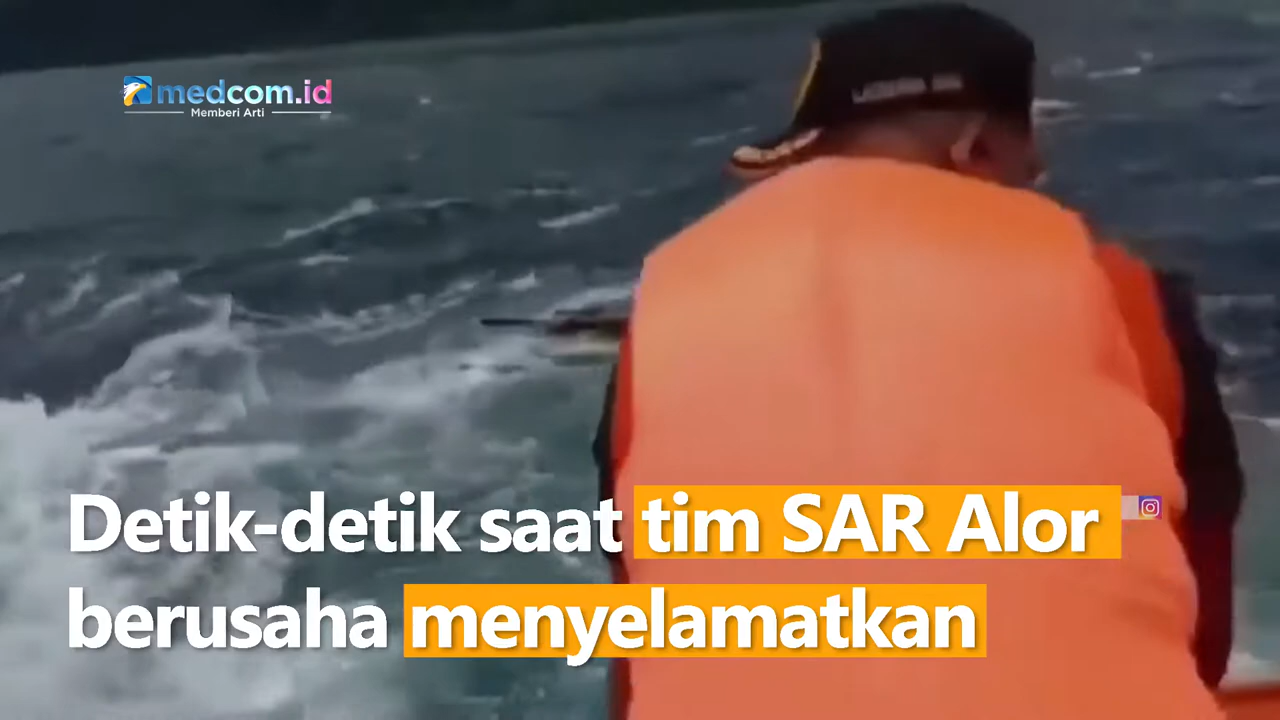 medcom.id
Memberi Arti
Detik-detik saat tim SAR Alor
berusaha menyelamatkan